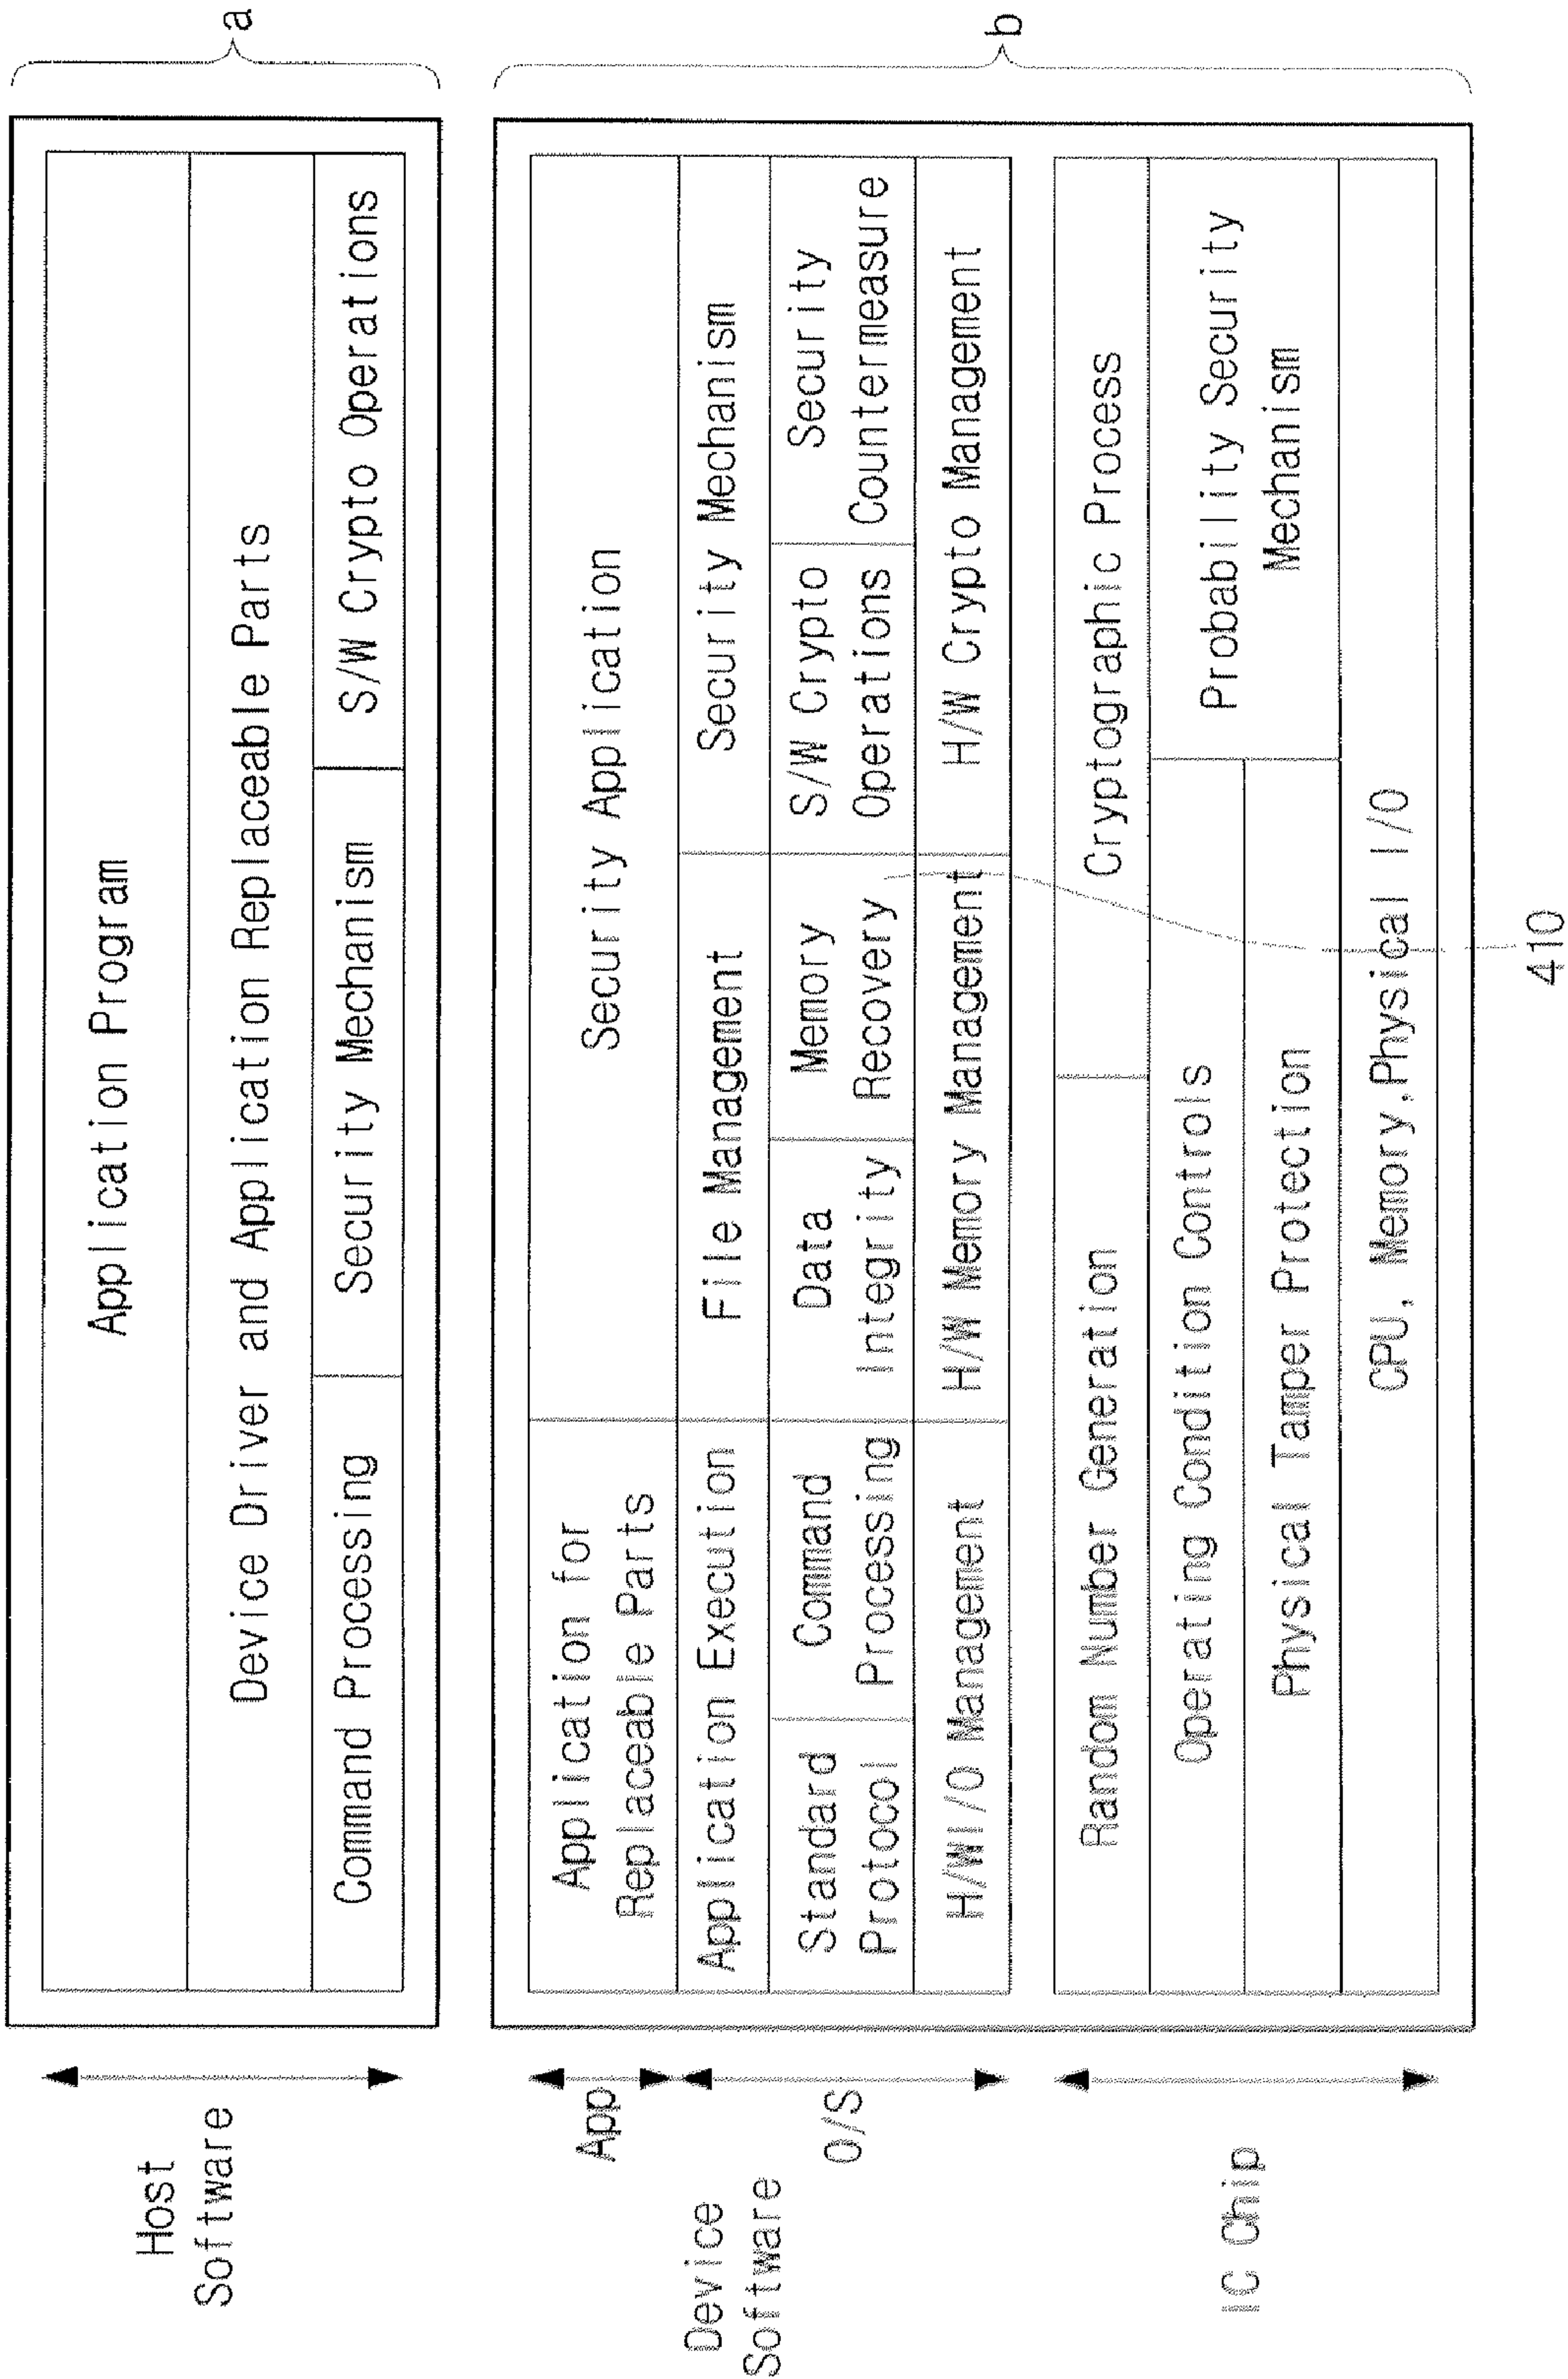 Host
Software
Application Program
Device Driver and Application Replaceable Parts
Command Processing
Security Mechanism
S/W Crypto Operations
a
Device
Software
App
O/S
Application for
Replaceable Parts
Security Application
Application Execution
File Management
Security Mechanism
Standard
Protocol
Command
Processing
Data
Integrity
Memory
Recovery
S/W Crypto
Operations
Security
Countermeasure
H/WI/O Management
H/W Memory Management
H/W Crypto Management
b
IC Chip
Random Number Generation
Cryptographic Process
Operating Condition Controls
Probability Security
Mechanism
Physical Tamper Protection
CPU, Memory,Physical I/O
410